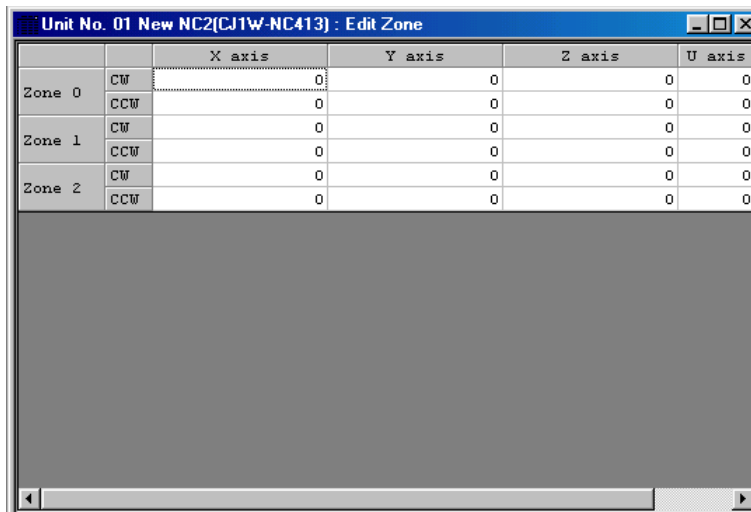 Unit No. 01 New NC2(CJ1W-NC413) : Edit Zone
X axis Y axis Z axis U axis
Zone 0 CW 0 0 0 0
CCW 0 0 0 0
Zone 1 CW 0 0 0 0
CCW 0 0 0 0
Zone 2 CW 0 0 0 0
CCW 0 0 0 0